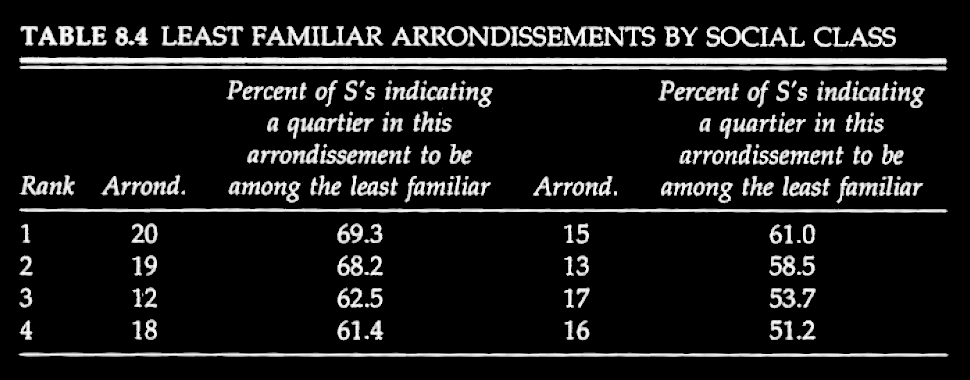 TABLE 8.4 LEAST FAMILIAR ARRONDISSEMENTS BY SOCIAL CLASS
Percent of S's indicating Percent of S's indicating
a quartier in this a quartier in this
arrondissement to be arrondissement to be
Rank Arrond. among the least familiar Arrond. among the least familiar
1 20 69.3 15 61.0
2 19 68.2 13 58.5
3 12 62.5 17 53.7
4 18 61.4 16 51.2